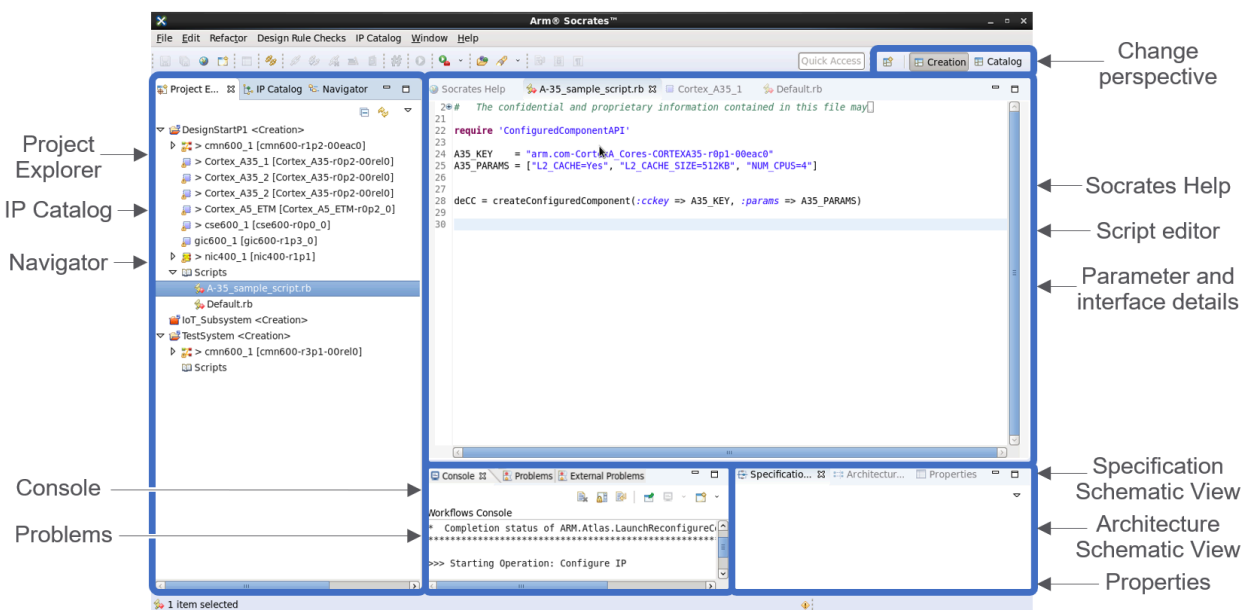 Arm® Socrates™
File Edit Refactor Design Rule Checks IP Catalog Window Help
Quick Access
Creation
Catalog
Change
perspective
Project E...
IP Catalog
Navigator
DesignStartP1 <Creation>
> cmn600_1 [cmn600-r1p2-00eac0]
> Cortex_A35_1 [Cortex_A35-r0p2-00rel0]
> Cortex_A35_2 [Cortex_A35-r0p2-00rel0]
> Cortex_A35_2 [Cortex_A35-r0p2-00rel0]
> Cortex_A5_ETM [Cortex_A5_ETM-r0p2_0]
> cse600_1 [cse600-r0p0_0]
gic600_1 [gic600-r1p3_0]
> nic400_1 [nic400-r1p1]
Scripts
A-35_sample_script.rb
Default.rb
IoT_Subsystem <Creation>
TestSystem <Creation>
> cmn600_1 [cmn600-r3p1-00rel0]
Scripts
Project
Explorer
IP Catalog
Navigator
Socrates Help
A-35_sample_script.rb
Cortex_A35_1
Default.rb
2 # The confidential and proprietary information contained in this file may
21
22 require 'ConfiguredComponentAPI'
23
24 A35_KEY = "arm.com-CortexA_Cores-CORTEXA35-r0p1-00eac0"
25 A35_PARAMS = ["L2_CACHE=Yes", "L2_CACHE_SIZE=512KB", "NUM_CPUS=4"]
26
27
28 deCC = createConfiguredComponent(:cckey => A35_KEY, :params => A35_PARAMS)
29
30
Socrates Help
Script editor
Parameter and
interface details
Console
Problems
Console
Problems
External Problems
Workflows Console
* Completion status of ARM.Atlas.LaunchReconfigureC
************************************************
>>> Starting Operation: Configure IP
Specificatio...
Architectur...
Properties
Specification
Schematic View
Architecture
Schematic View
Properties
1 item selected